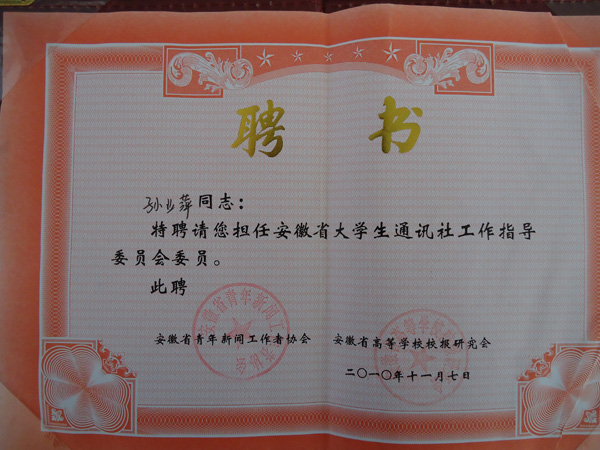 聘 书
孙业萍同志：
特聘请您担任安徽省大学生通讯社工作指导
委员会委员。
此聘
安徽省青年新闻工作者协会 安徽省高等学校校报研究会
二〇一〇年十一月七日